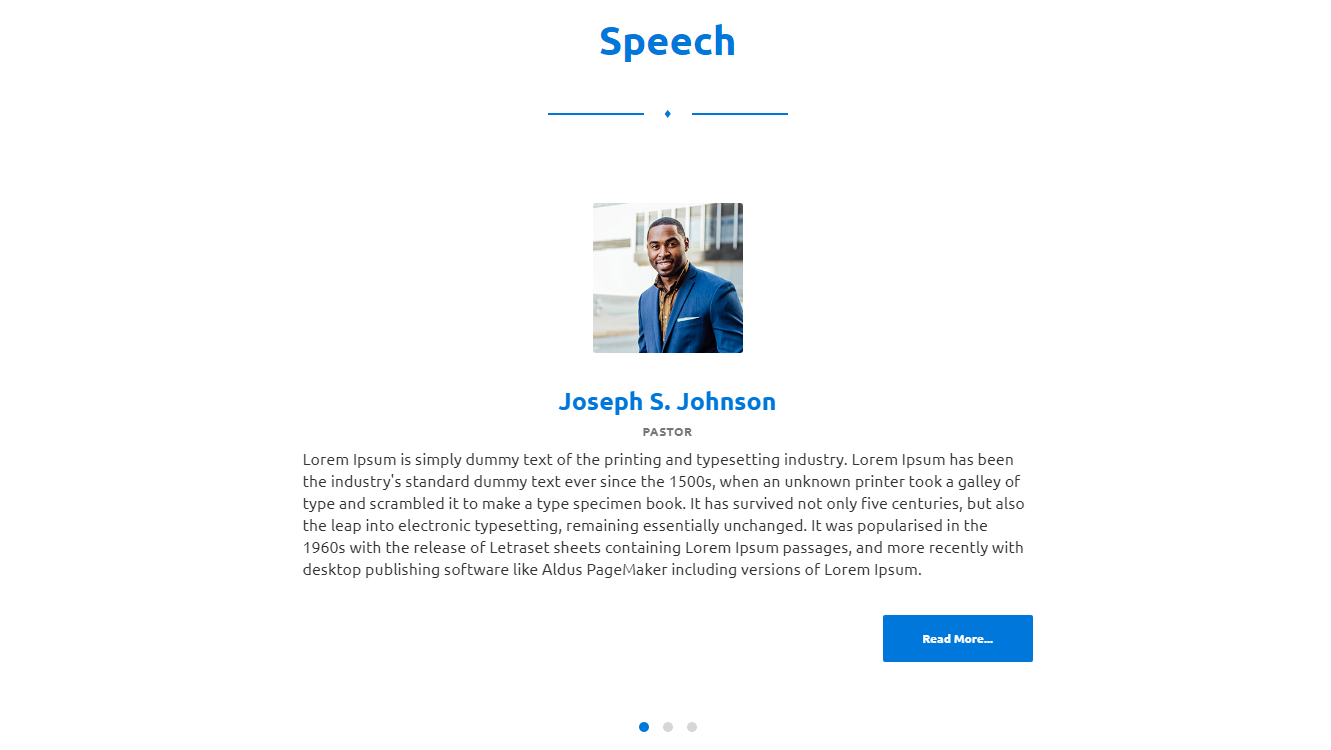 Speech
Joseph S. Johnson
PASTOR
Lorem Ipsum is simply dummy text of the printing and typesetting industry. Lorem Ipsum has been
the industry's standard dummy text ever since the 1500s, when an unknown printer took a galley of
type and scrambled it to make a type specimen book. It has survived not only five centuries, but also
the leap into electronic typesetting, remaining essentially unchanged. It was popularised in the
1960s with the release of Letraset sheets containing Lorem Ipsum passages, and more recently with
desktop publishing software like Aldus PageMaker including versions of Lorem Ipsum.
Read More...